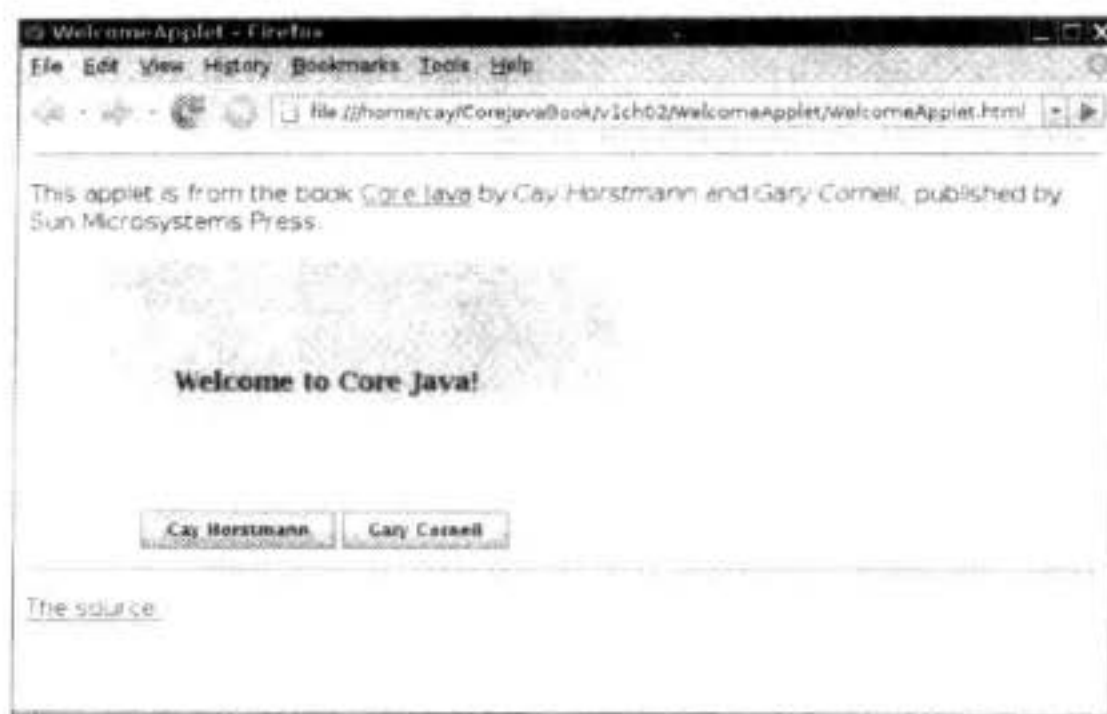 WelcomeApplet - Firefox
File Edit View History Bookmarks Tools Help
file:///home/cay/CoreJavaBook/v1ch02/WelcomeApplet/WelcomeApplet.html
This applet is from the book Core Java by Cay Horstmann and Gary Cornell, published by
Sun Microsystems Press.
Welcome to Core Java!
Cay Horstmann Gary Cornell
The source.